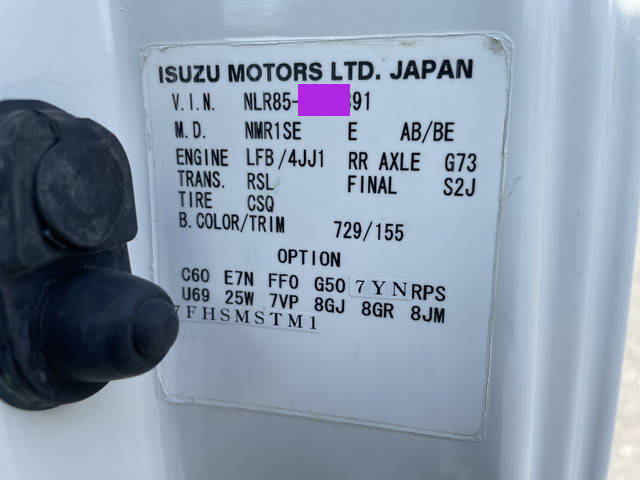 ISUZU MOTORS LTD. JAPAN
V.I.N. NLR85- 91
M.D. NMR1SE E AB/BE
ENGINE LFB/4JJ1 RR AXLE G73
TRANS. RSL FINAL S2J
TIRE CSQ
B.COLOR/TRIM 729/155
OPTION
C60 E7N FF0 G50 7YN RPS
U69 25W 7VP 8GJ 8GR 8JM
7FHSMSTM1